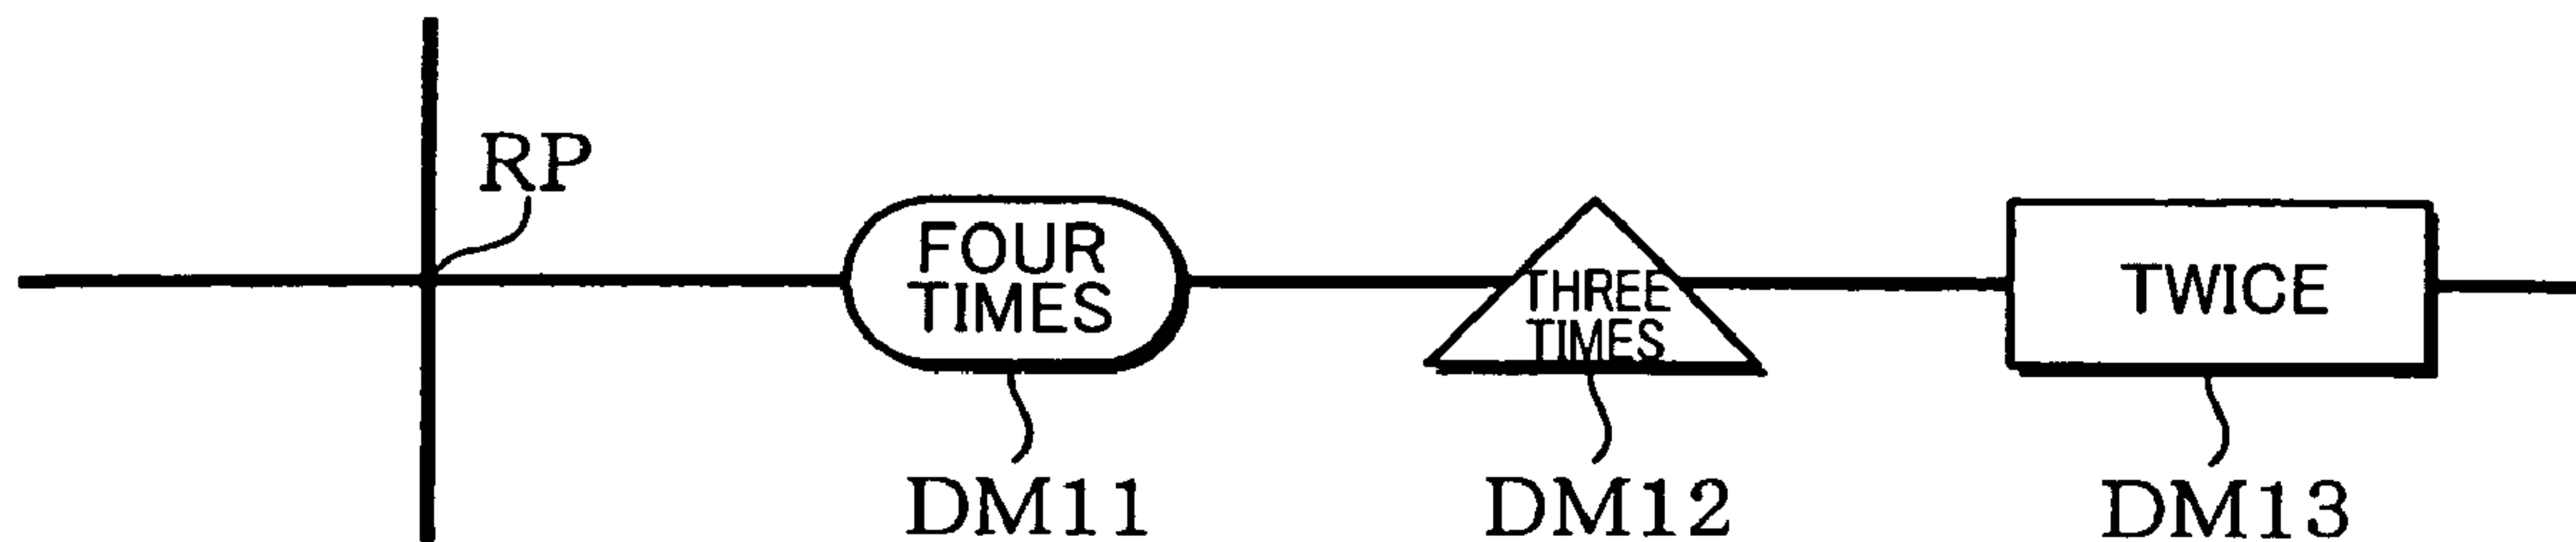 RP
FOUR
TIMES
THREE
TIMES
TWICE
DM11
DM12
DM13